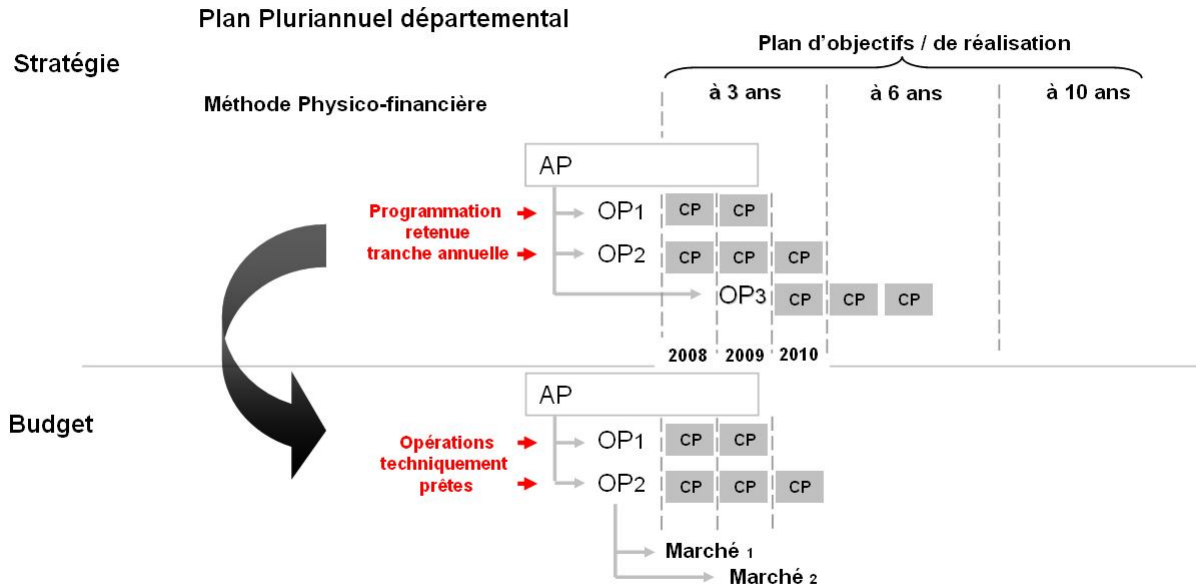 Plan Pluriannuel départemental
Stratégie
Plan d'objectifs / de réalisation
à 3 ans
à 6 ans
à 10 ans
Méthode Physico-financière
AP
Programmation
retenue
tranche annuelle
OP1 CP CP
OP2 CP CP CP
OP3 CP CP CP
2008 2009 2010
Budget
AP
Opérations
techniquement
prêtes
OP1 CP CP
OP2 CP CP CP
Marché 1
Marché 2